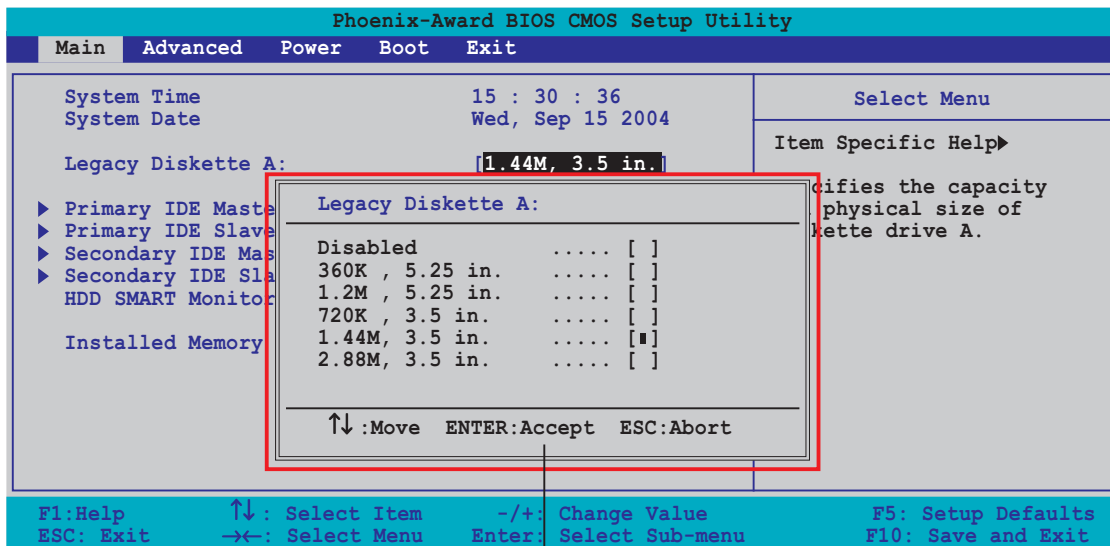 Phoenix-Award BIOS CMOS Setup Utility
Main Advanced Power Boot Exit
System Time 15 : 30 : 36
System Date Wed, Sep 15 2004
Legacy Diskette A: [1.44M, 3.5 in.]
Primary IDE Maste
Primary IDE Slave
Secondary IDE Mas
Secondary IDE Sla
HDD SMART Monitor
Installed Memory
Legacy Diskette A:
Disabled ..... [ ]
360K , 5.25 in. ..... [ ]
1.2M , 5.25 in. ..... [ ]
720K , 3.5 in. ..... [ ]
1.44M, 3.5 in. ..... [▮]
2.88M, 3.5 in. ..... [ ]
↑↓ :Move ENTER:Accept ESC:Abort
Select Menu
Item Specific Help▶
cifies the capacity
physical size of
kette drive A.
F1:Help ↑↓ : Select Item -/+: Change Value F5: Setup Defaults
ESC: Exit →←: Select Menu Enter: Select Sub-menu F10: Save and Exit